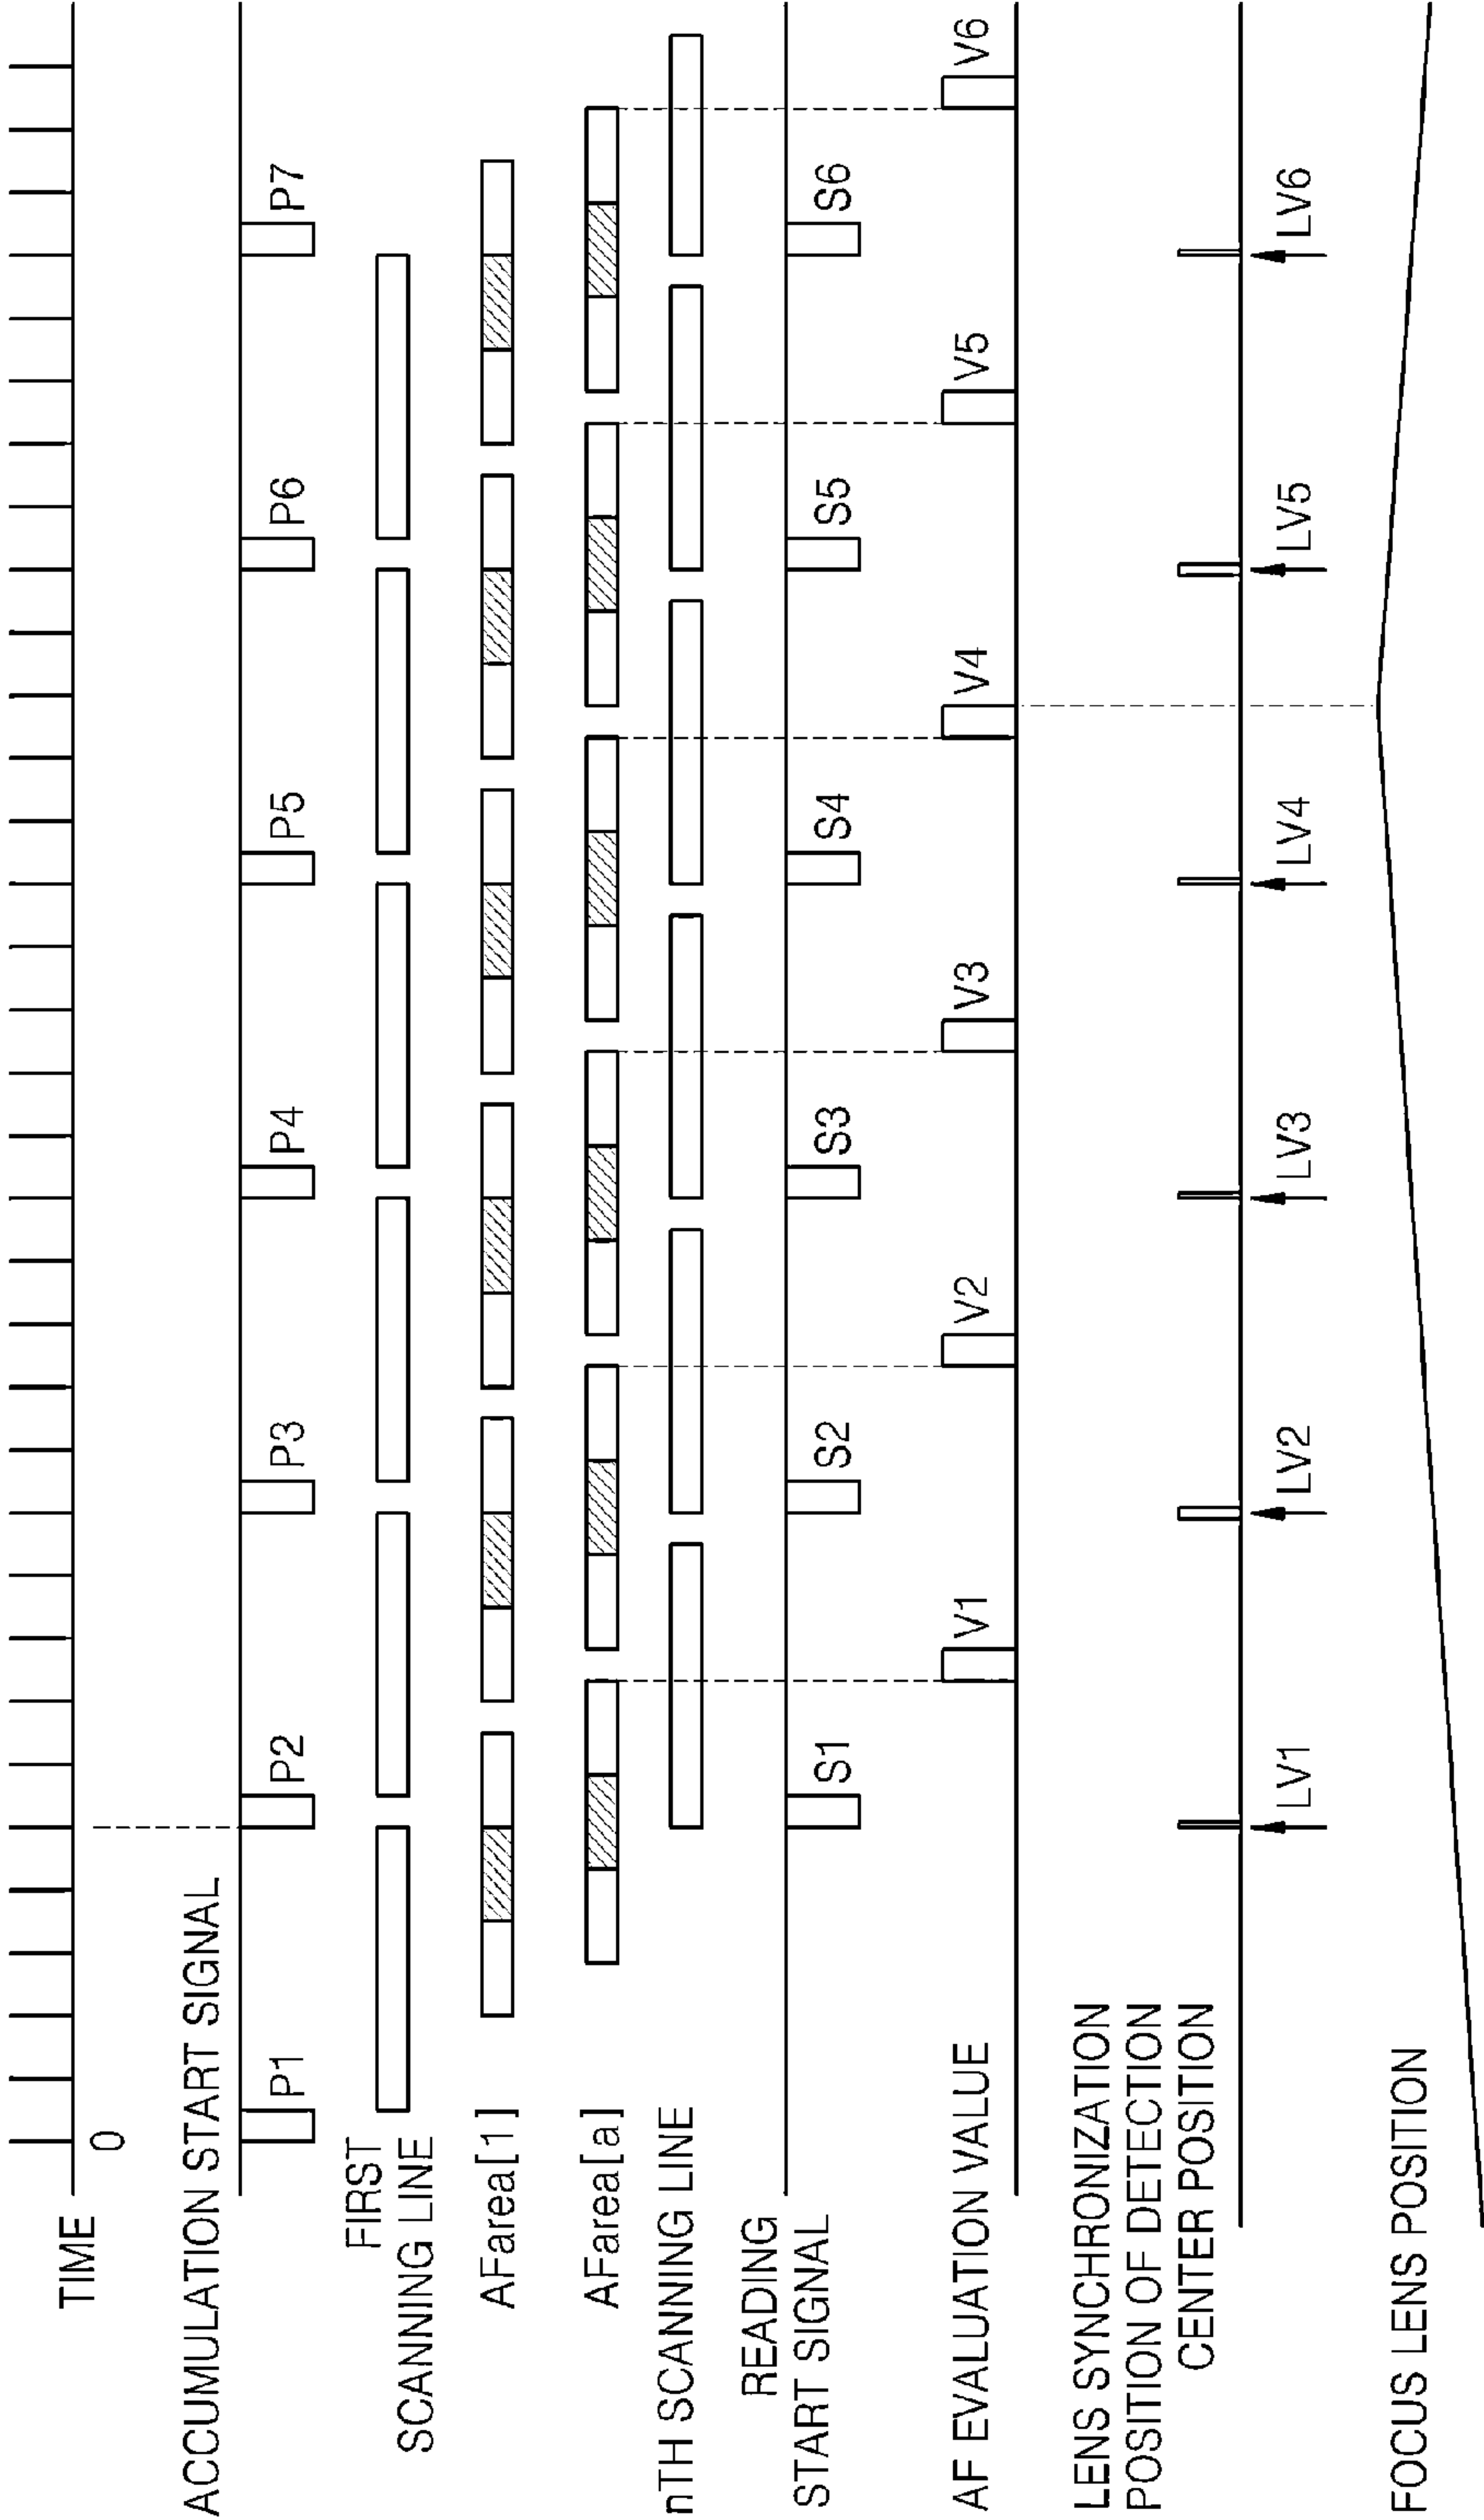 TIME
0
ACCUMULATION START SIGNAL
P1 P2 P3 P4 P5 P6 P7
FIRST
SCANNING LINE
AFarea[1]
AFarea[a]
nTH SCANNING LINE
READING
START SIGNAL
S1 S2 S3 S4 S5 S6
AF EVALUATION VALUE
V1 V2 V3 V4 V5 V6
LENS SYNCHRONIZATION
POSITION OF DETECTION
CENTER POSITION
LV1 LV2 LV3 LV4 LV5 LV6
FOCUS LENS POSITION